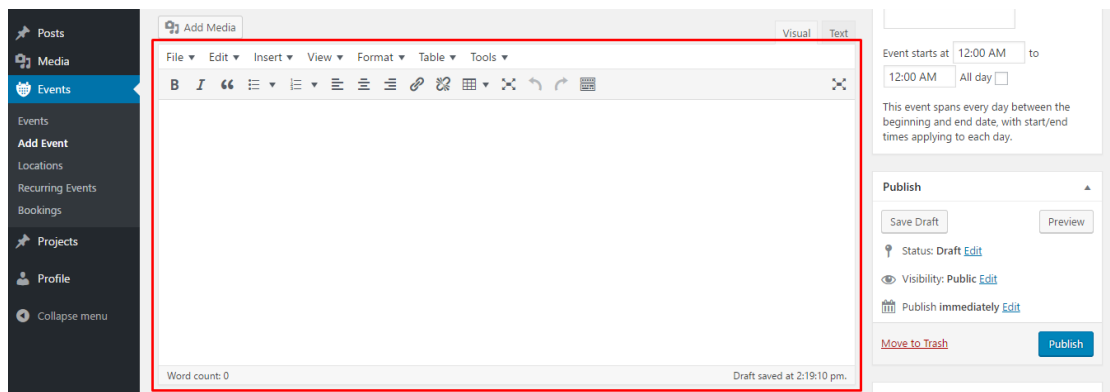 Posts
Media
Events
Events
Add Event
Locations
Recurring Events
Bookings
Projects
Profile
Collapse menu
Add Media
Visual Text
File Edit Insert View Format Table Tools
B I
Word count: 0 Draft saved at 2:19:10 pm.
Event starts at 12:00 AM to
12:00 AM All day
This event spans every day between the
beginning and end date, with start/end
times applying to each day.
Publish
Save Draft Preview
Status: Draft Edit
Visibility: Public Edit
Publish immediately Edit
Move to Trash Publish